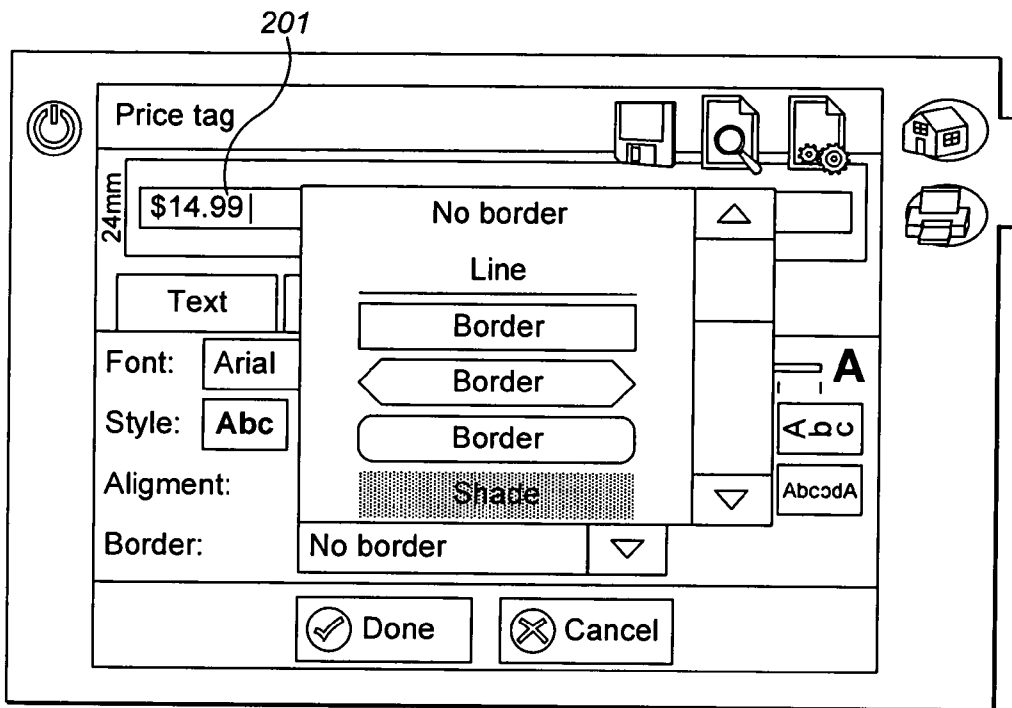 201
Price tag
24mm
$14.99
No border
Line
Text
Border
Font: Arial
A
Border
Style: Abc
Abc
Border
Aligment:
Shade
AbcɔdA
Border: No border
Done Cancel